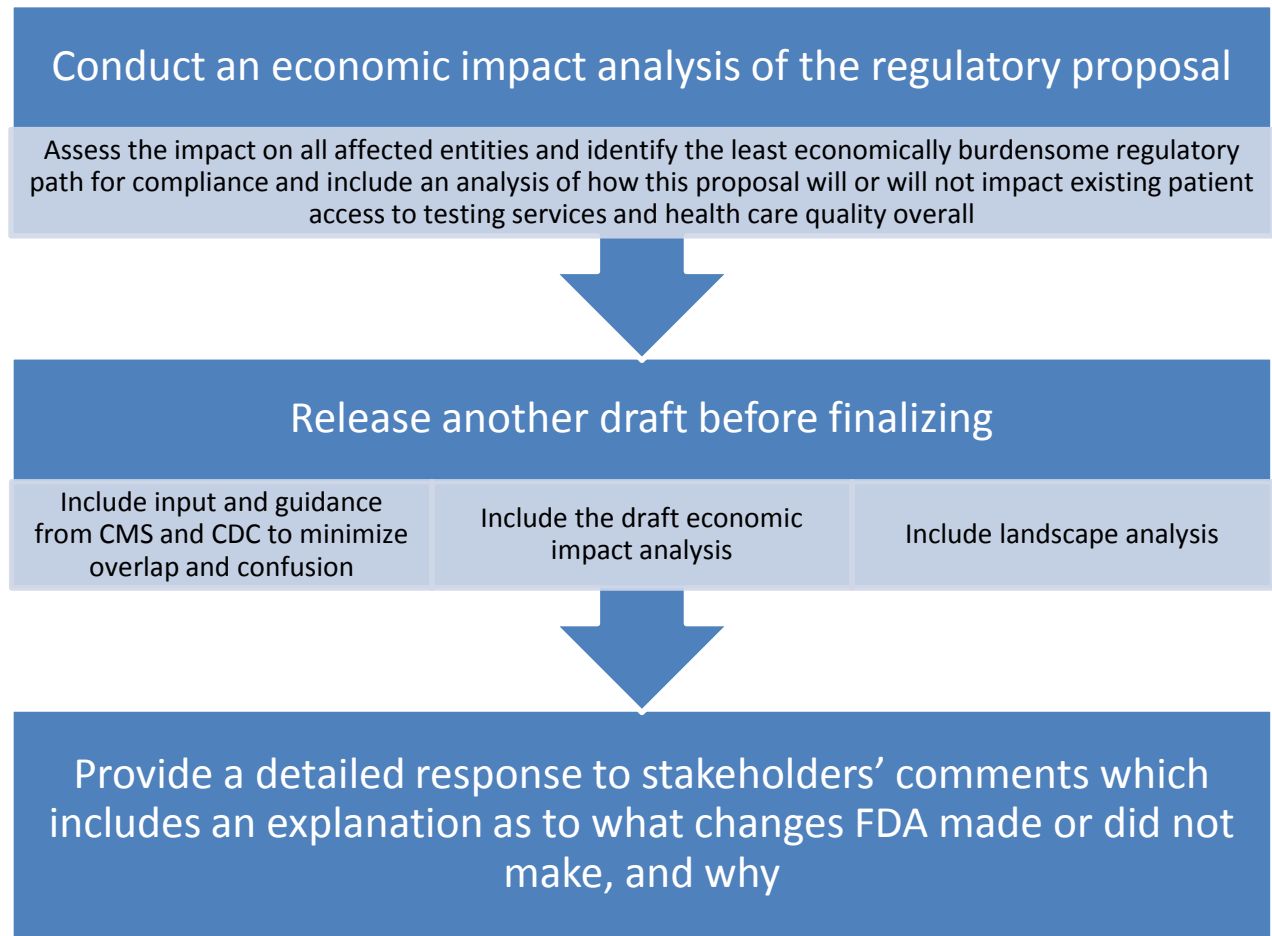 Conduct an economic impact analysis of the regulatory proposal
Assess the impact on all affected entities and identify the least economically burdensome regulatory
path for compliance and include an analysis of how this proposal will or will not impact existing patient
access to testing services and health care quality overall
Release another draft before finalizing
Include input and guidance
from CMS and CDC to minimize
overlap and confusion
Include the draft economic
impact analysis
Include landscape analysis
Provide a detailed response to stakeholders’ comments which
includes an explanation as to what changes FDA made or did not
make, and why